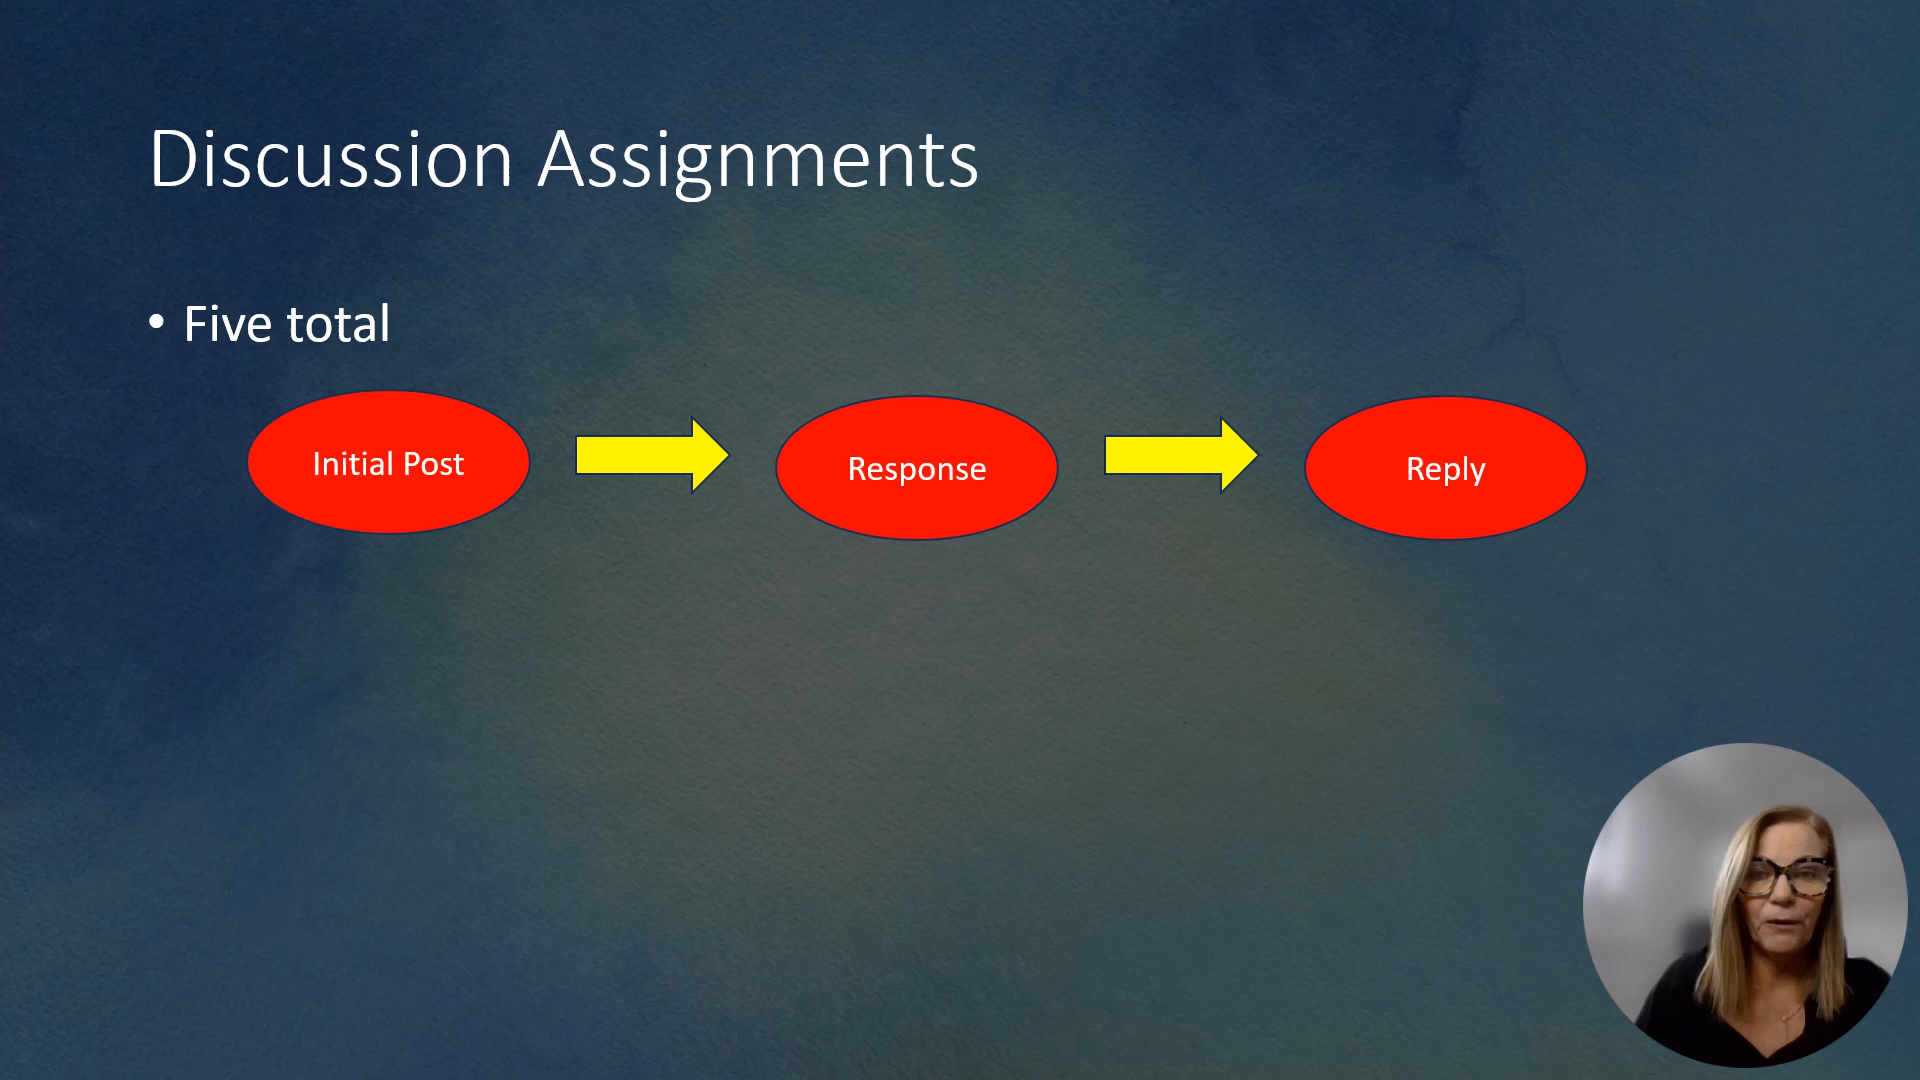 Discussion Assignments
• Five total
Initial Post
Response
Reply